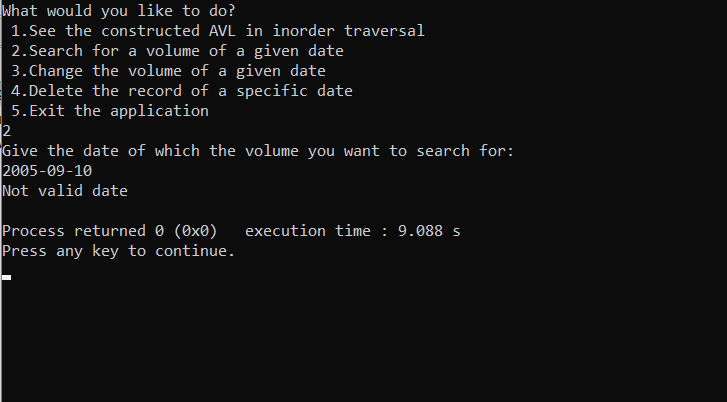 What would you like to do?
1.See the constructed AVL in inorder traversal
2.Search for a volume of a given date
3.Change the volume of a given date
4.Delete the record of a specific date
5.Exit the application
2
Give the date of which the volume you want to search for:
2005-09-10
Not valid date
Process returned 0 (0x0)   execution time : 9.088 s
Press any key to continue.